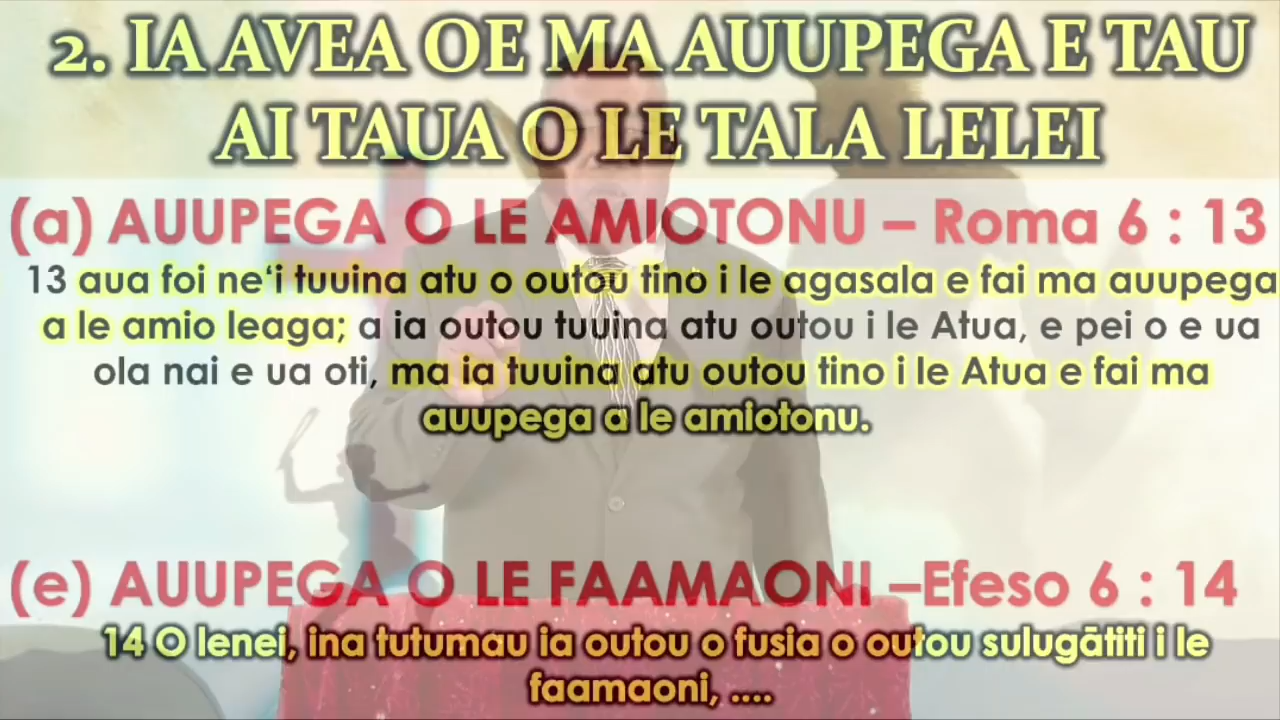 2. IA AVEA OE MA AUUPEGA E TAU
AI TAUA O LE TALA LELEI
(a) AUUPEGA O LE AMIOTONU – Roma 6 : 13
13 aua foi ne‘i tuuina atu o outou tino i le agasala e fai ma auupega
a le amio leaga; a ia outou tuuina atu outou i le Atua, e pei o e ua
ola nai e ua oti, ma ia tuuina atu outou tino i le Atua e fai ma
auupega a le amiotonu.
(e) AUUPEGA O LE FAAMAONI –Efeso 6 : 14
14 O lenei, ina tutumau ia outou o fusia o outou sulugātiti i le
faamaoni, ....